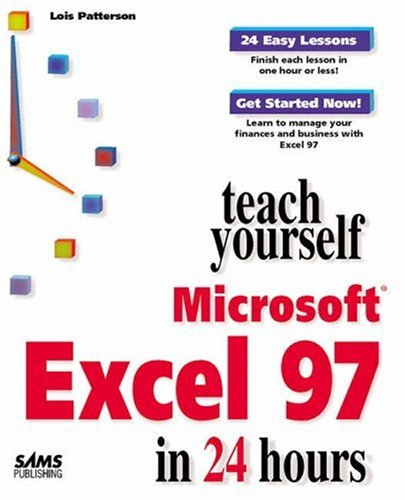 Lois Patterson
24 Easy Lessons
Finish each lesson in
one hour or less!
Get Started Now!
Learn to manage your
finances and business with
Excel 97
teach
yourself
Microsoft®
Excel 97
in 24 hours
SAMS
PUBLISHING